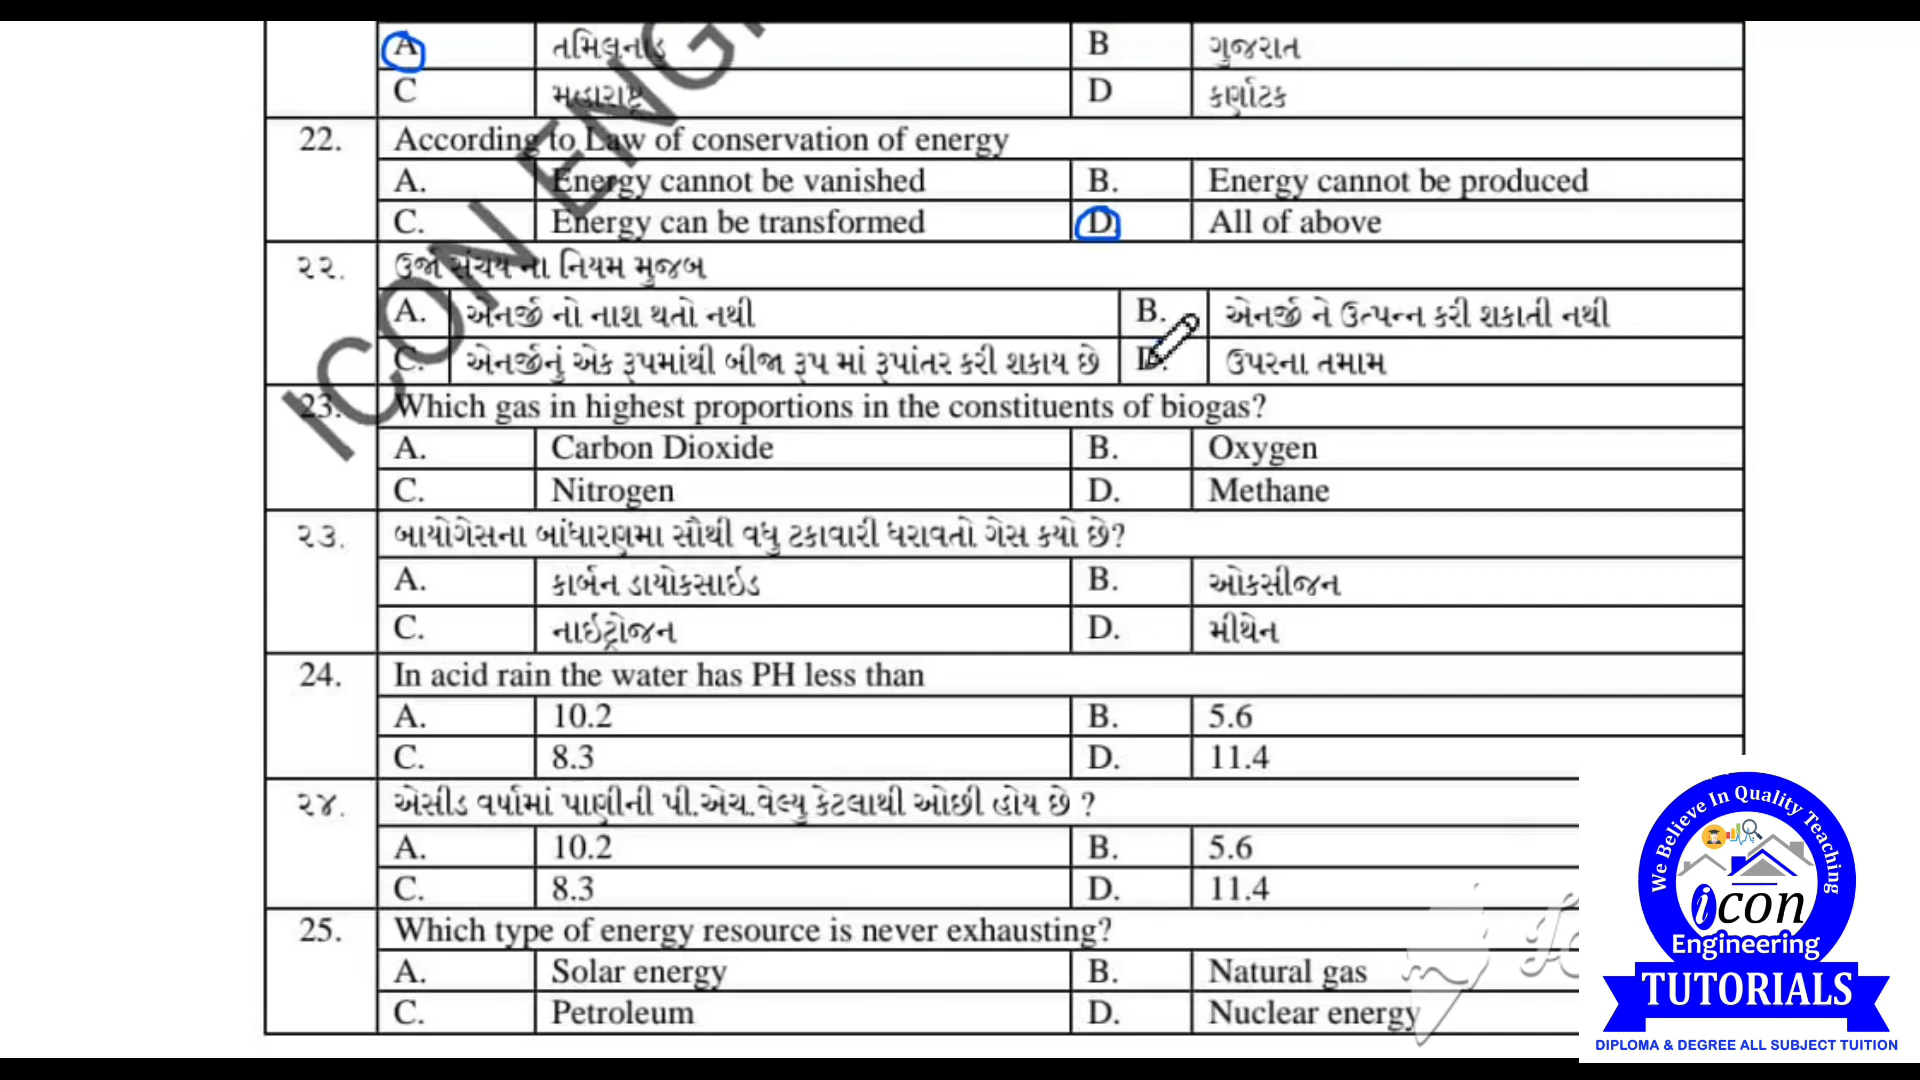 A તમિલનાડુ B ગુજરાત
C મહારાષ્ટ્ર D કર્ણાટક
22. According to Law of conservation of energy
A. Energy cannot be vanished B. Energy cannot be produced
C. Energy can be transformed D. All of above
૨૨. ઉર્જા સંચય ના નિયમ મુજબ
A. એનર્જી નો નાશ થતો નથી B. એનર્જી ને ઉત્પન્ન કરી શકાતી નથી
C. એનર્જીનું એક રૂપમાંથી બીજા રૂપ માં રૂપાંતર કરી શકાય છે D. ઉપરના તમામ
23. Which gas in highest proportions in the constituents of biogas?
A. Carbon Dioxide B. Oxygen
C. Nitrogen D. Methane
૨૩. બાયોગેસના બાંધારણમા સૌથી વધુ ટકાવારી ધરાવતો ગેસ કયો છે?
A. કાર્બન ડાયોકસાઇડ B. ઓકસીજન
C. નાઇટ્રોજન D. મીથેન
24. In acid rain the water has PH less than
A. 10.2 B. 5.6
C. 8.3 D. 11.4
૨૪. એસીડ વર્ષામાં પાણીની પી.એચ.વેલ્યુ કેટલાથી ઓછી હોય છે ?
A. 10.2 B. 5.6
C. 8.3 D. 11.4
25. Which type of energy resource is never exhausting?
A. Solar energy B. Natural gas
C. Petroleum D. Nuclear energy
ICON ENG
We Believe In Quality Teaching
icon
Engineering
TUTORIALS
DIPLOMA & DEGREE ALL SUBJECT TUITION